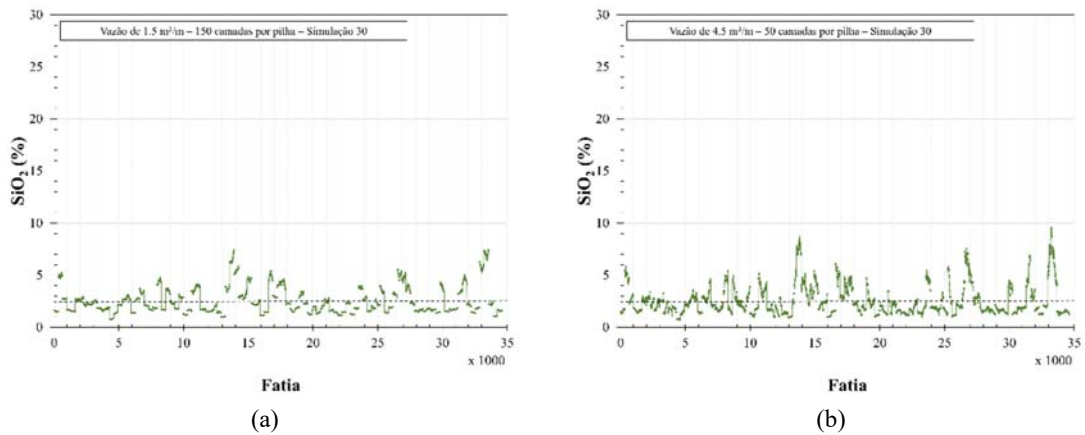 Vazão de 1.5 m³/m – 150 camadas por pilha – Simulação 30
SiO₂ (%)
30
25
20
15
10
5
0
0 5 10 15 20 25 30 35
x 1000
Fatia
(a)
Vazão de 4.5 m³/m – 50 camadas por pilha – Simulação 30
SiO₂ (%)
30
25
20
15
10
5
0
0 5 10 15 20 25 30 35
x 1000
Fatia
(b)